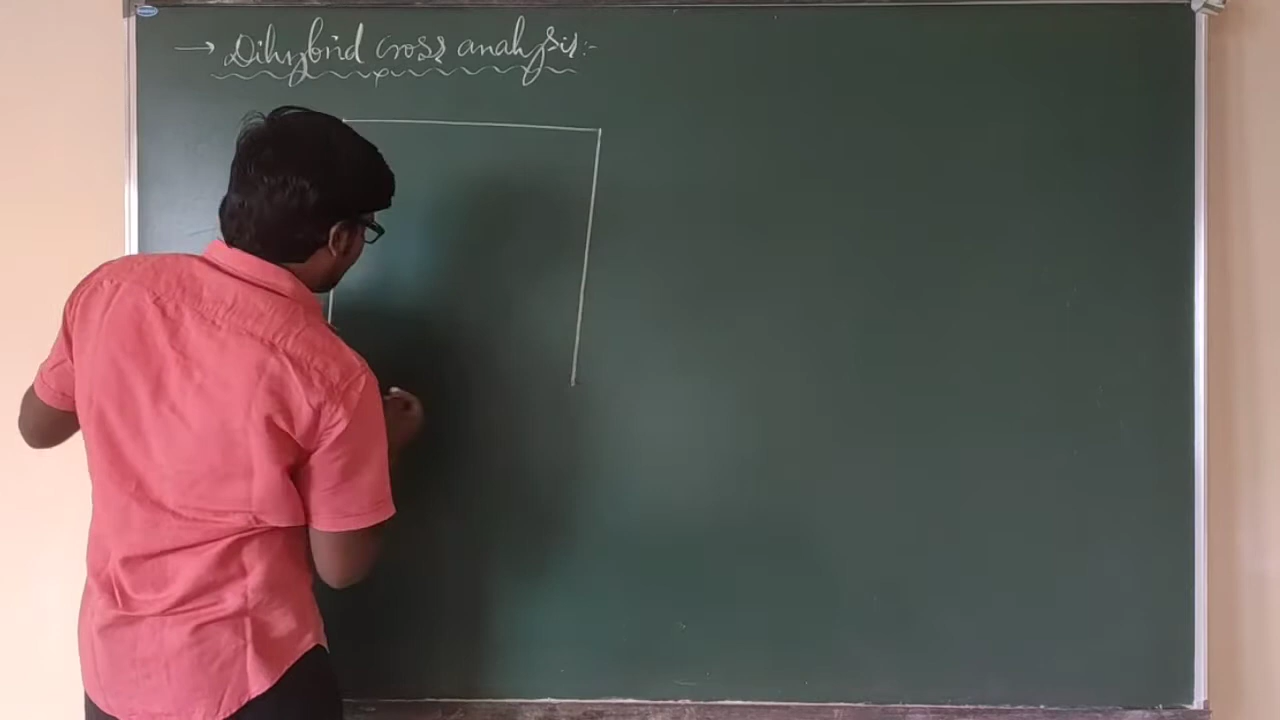 → Dihybrid cross analysis:-